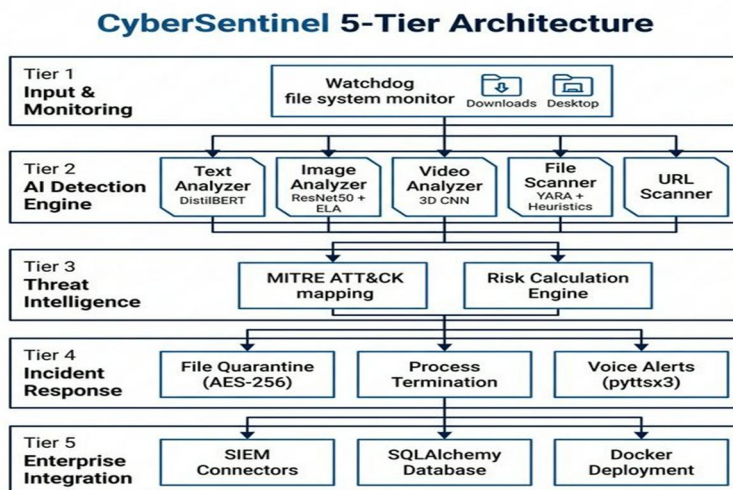 CyberSentinel 5-Tier Architecture
Tier 1
Input &
Monitoring
Watchdog
file system monitor
Downloads
Desktop
Tier 2
AI Detection
Engine
Text
Analyzer
DistilBERT
Image
Analyzer
ResNet50 +
ELA
Video
Analyzer
3D CNN
File
Scanner
YARA +
Heuristics
URL
Scanner
Tier 3
Threat
Intelligence
MITRE ATT&CK
mapping
Risk Calculation
Engine
Tier 4
Incident
Response
File Quarantine
(AES-256)
Process
Termination
Voice Alerts
(pyttsx3)
Tier 5
Enterprise
Integration
SIEM
Connectors
SQLAlchemy
Database
Docker
Deployment